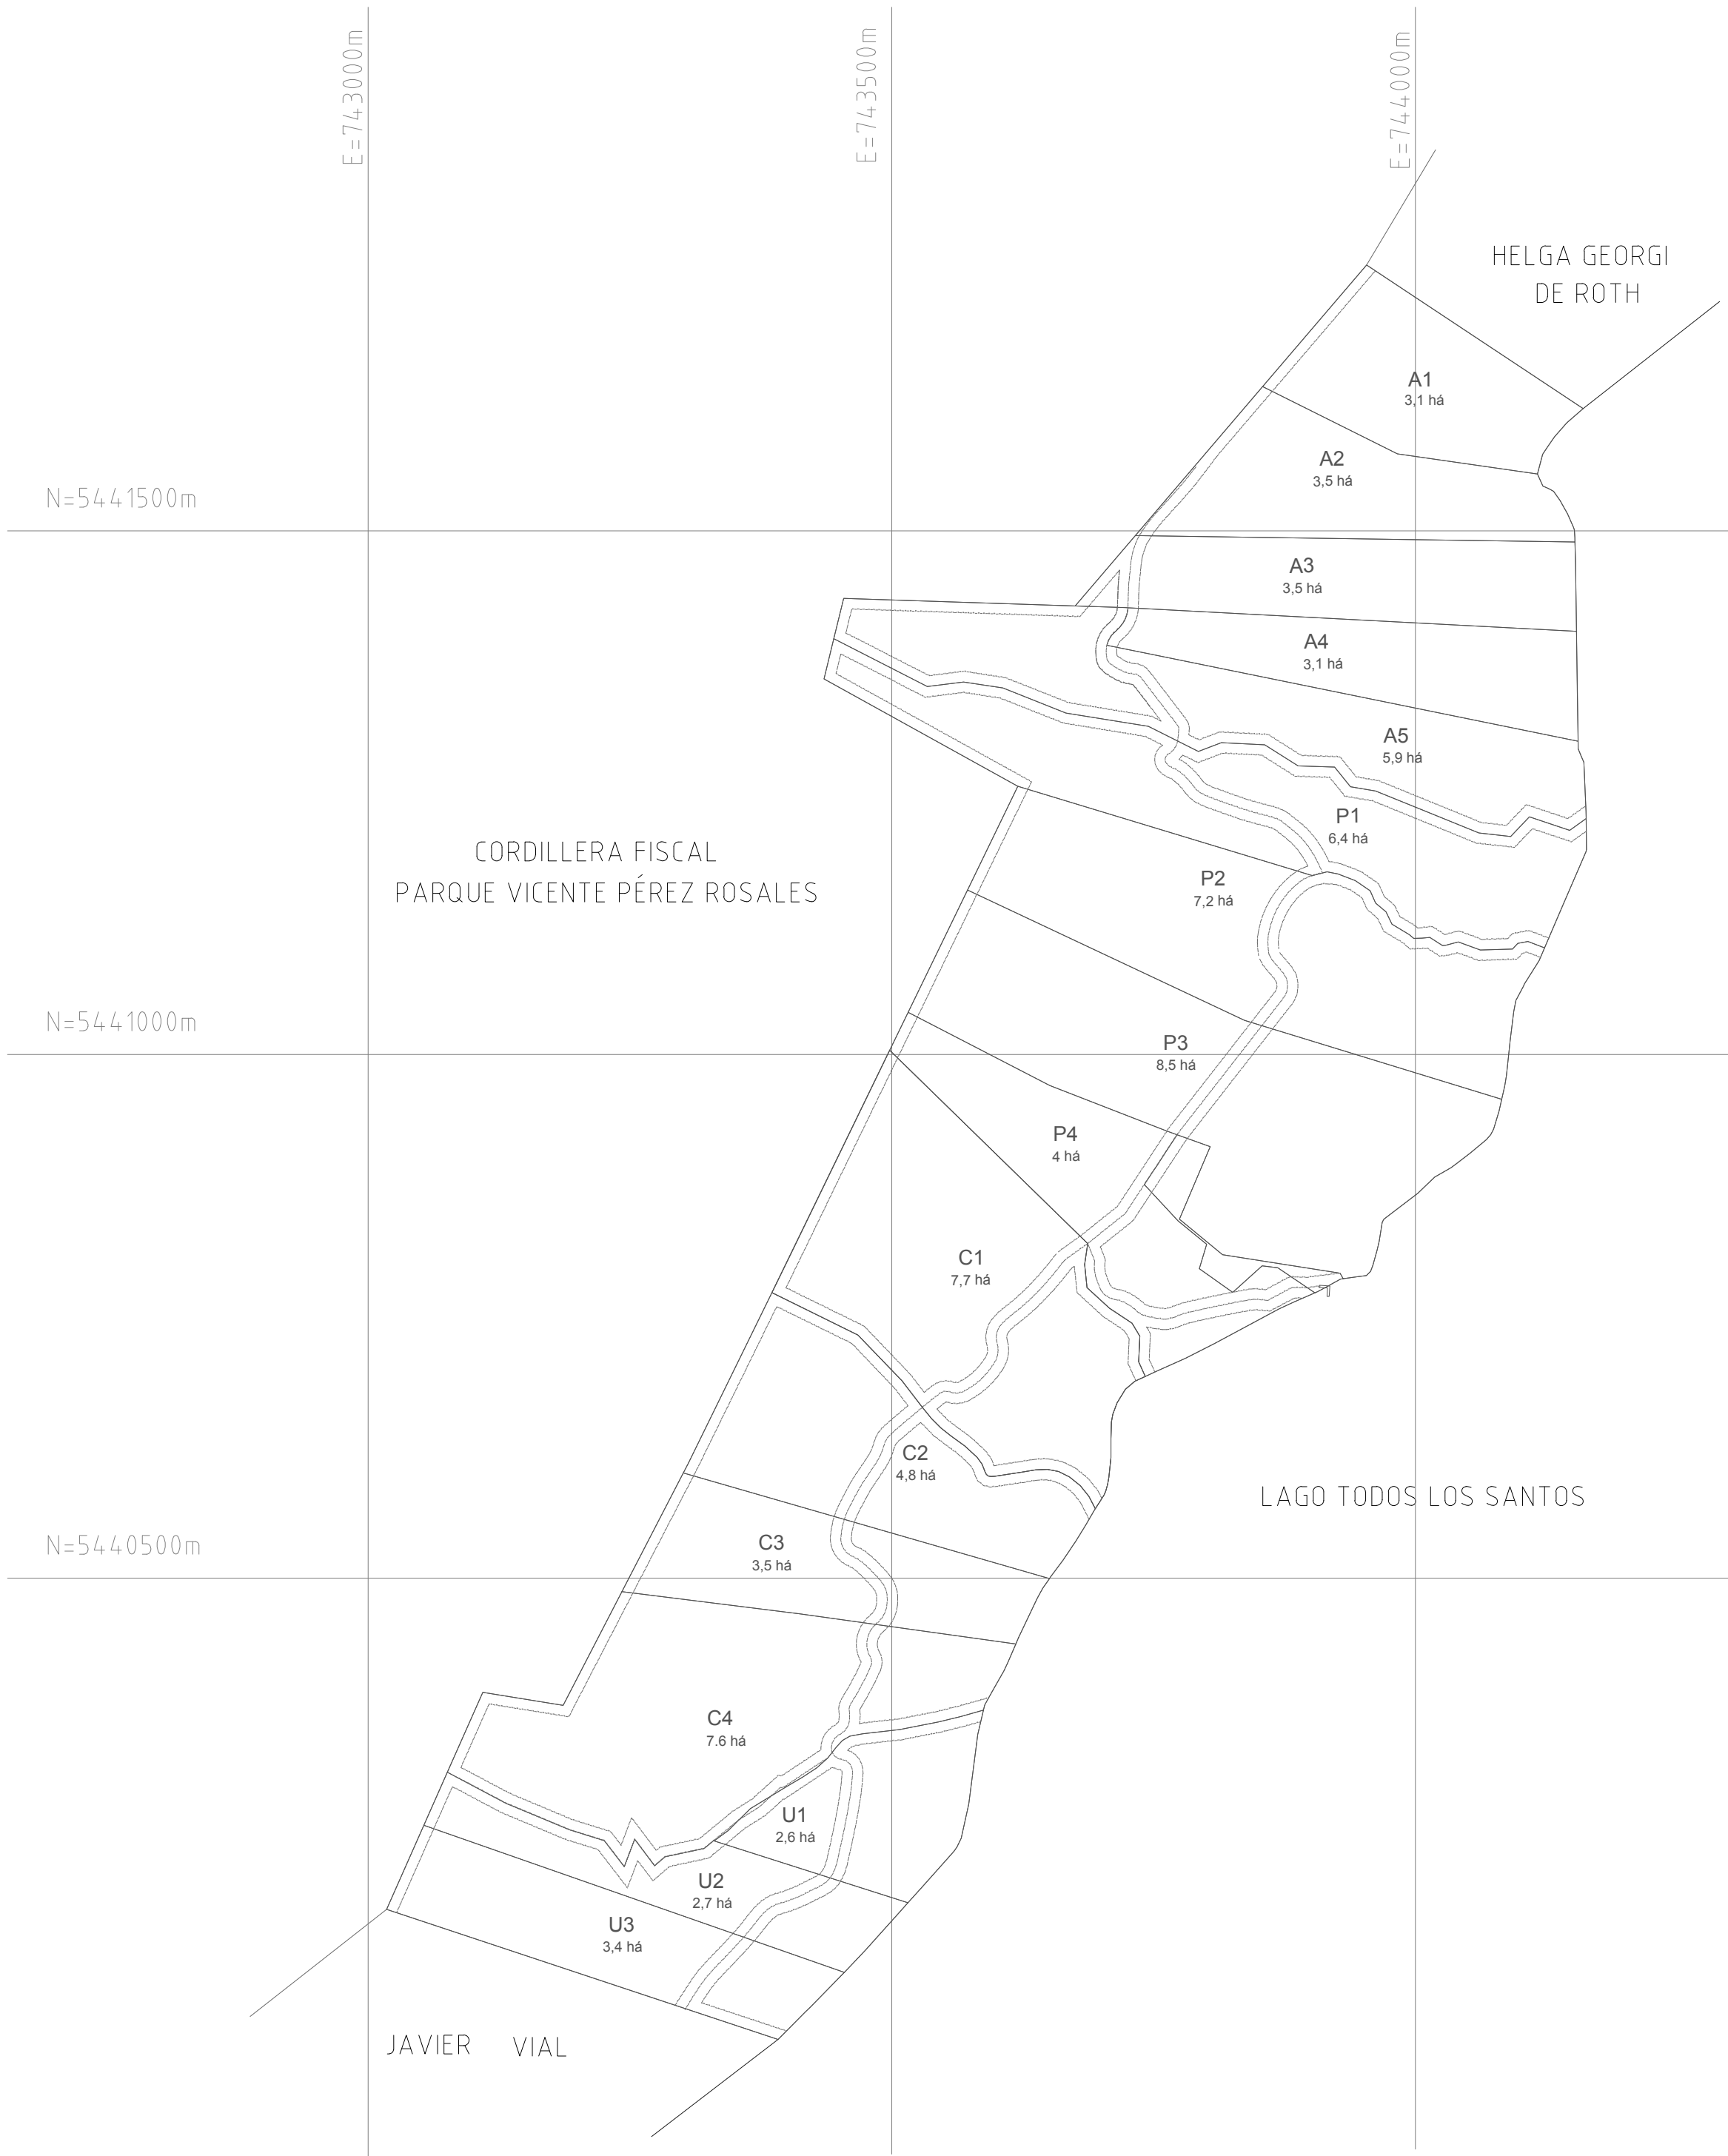 E=743000m
E=743500m
E=744000m
HELGA GEORGI
DE ROTH
A1
3,1 há
A2
3,5 há
N=5441500m
A3
3,5 há
A4
3,1 há
A5
5,9 há
P1
6,4 há
CORDILLERA FISCAL
PARQUE VICENTE PÉREZ ROSALES
P2
7,2 há
N=5441000m
P3
8,5 há
P4
4 há
C1
7,7 há
C2
4,8 há
LAGO TODOS LOS SANTOS
N=5440500m
C3
3,5 há
C4
7.6 há
U1
2,6 há
U2
2,7 há
U3
3,4 há
JAVIER VIAL